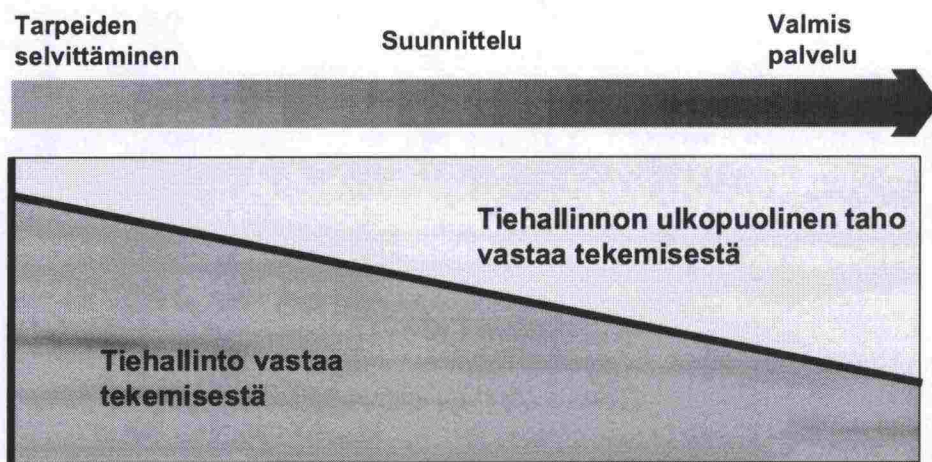 Tarpeiden
selvittäminen
Suunnittelu
Valmis
palvelu
Tiehallinnon ulkopuolinen taho
vastaa tekemisestä
Tiehallinto vastaa
tekemisestä